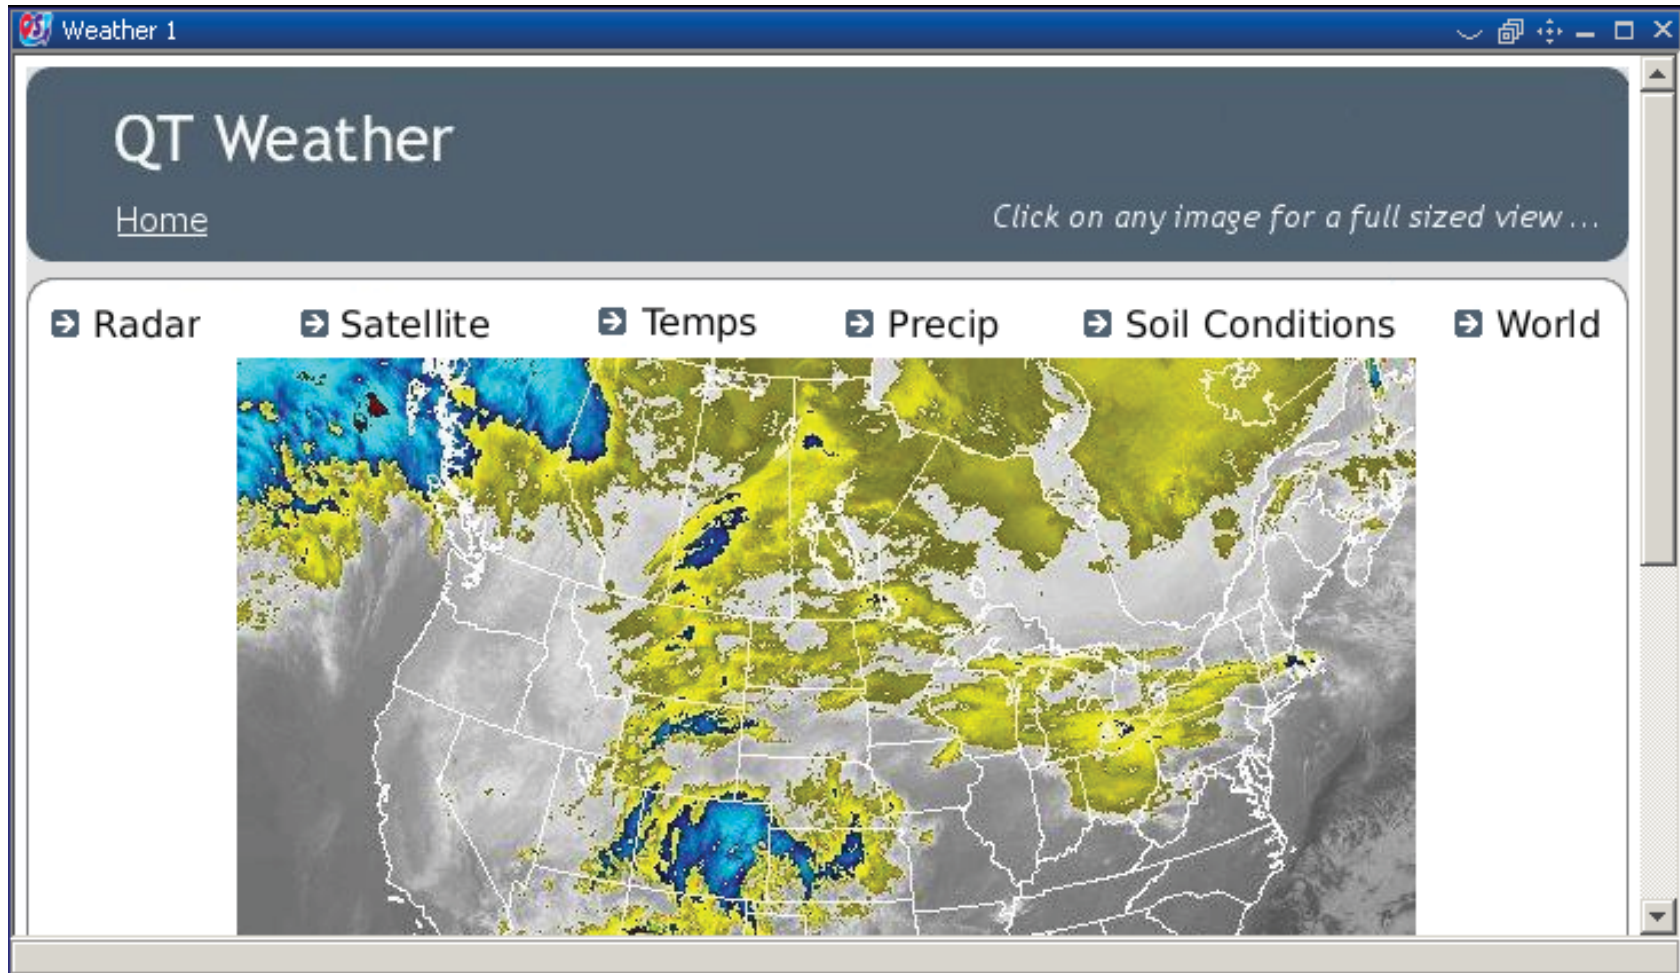 Weather 1
QT Weather
Home
Click on any image for a full sized view ...
Radar Satellite Temps Precip Soil Conditions World